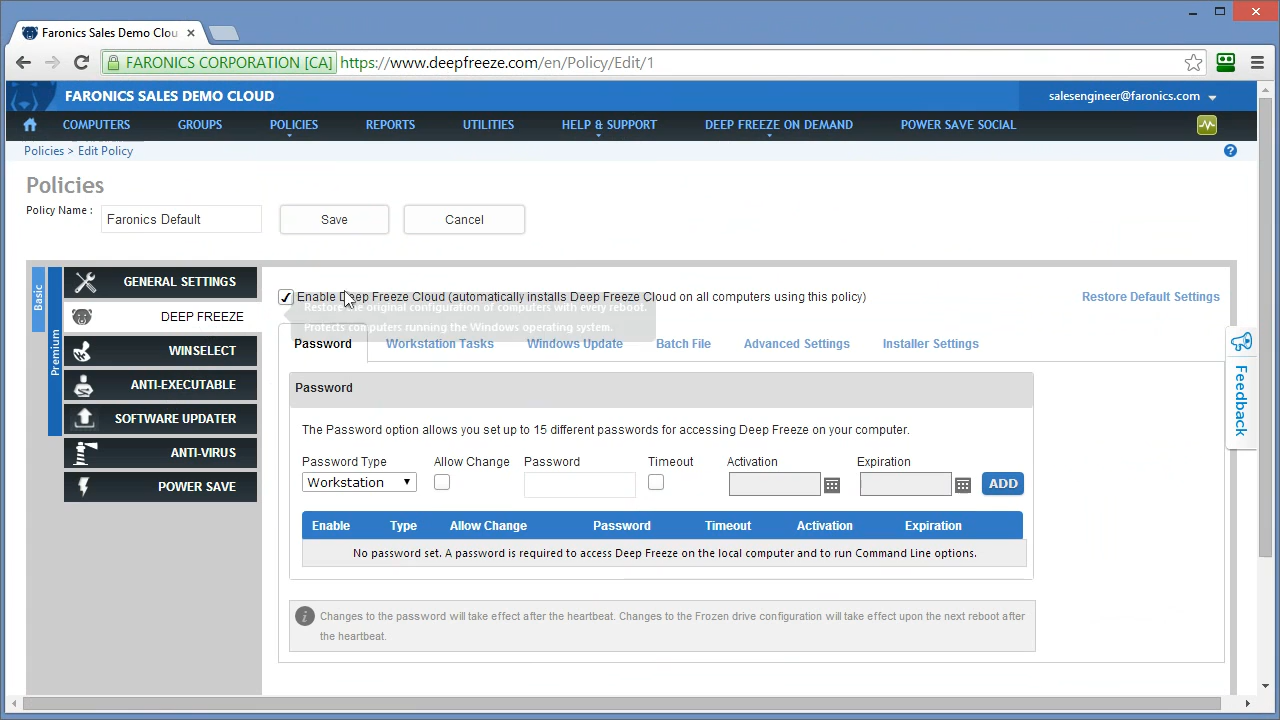 Faronics Sales Demo Clou
FARONICS CORPORATION [CA]
https://www.deepfreeze.com/en/Policy/Edit/1
FARONICS SALES DEMO CLOUD
salesengineer@faronics.com
COMPUTERS GROUPS POLICIES REPORTS UTILITIES HELP & SUPPORT DEEP FREEZE ON DEMAND POWER SAVE SOCIAL
Policies > Edit Policy
Policies
Policy Name : Faronics Default Save Cancel
Basic
Premium
GENERAL SETTINGS
DEEP FREEZE
WINSELECT
ANTI-EXECUTABLE
SOFTWARE UPDATER
ANTI-VIRUS
POWER SAVE
Enable Deep Freeze Cloud (automatically installs Deep Freeze Cloud on all computers using this policy)
Restore Default Settings
Restore the original configuration of computers with every reboot.
Protects computers running the Windows operating system.
Password Workstation Tasks Windows Update Batch File Advanced Settings Installer Settings
Password
The Password option allows you set up to 15 different passwords for accessing Deep Freeze on your computer.
Password Type Allow Change Password Timeout Activation Expiration
Workstation ADD
Enable Type Allow Change Password Timeout Activation Expiration
No password set. A password is required to access Deep Freeze on the local computer and to run Command Line options.
Changes to the password will take effect after the heartbeat. Changes to the Frozen drive configuration will take effect upon the next reboot after
the heartbeat.
Feedback